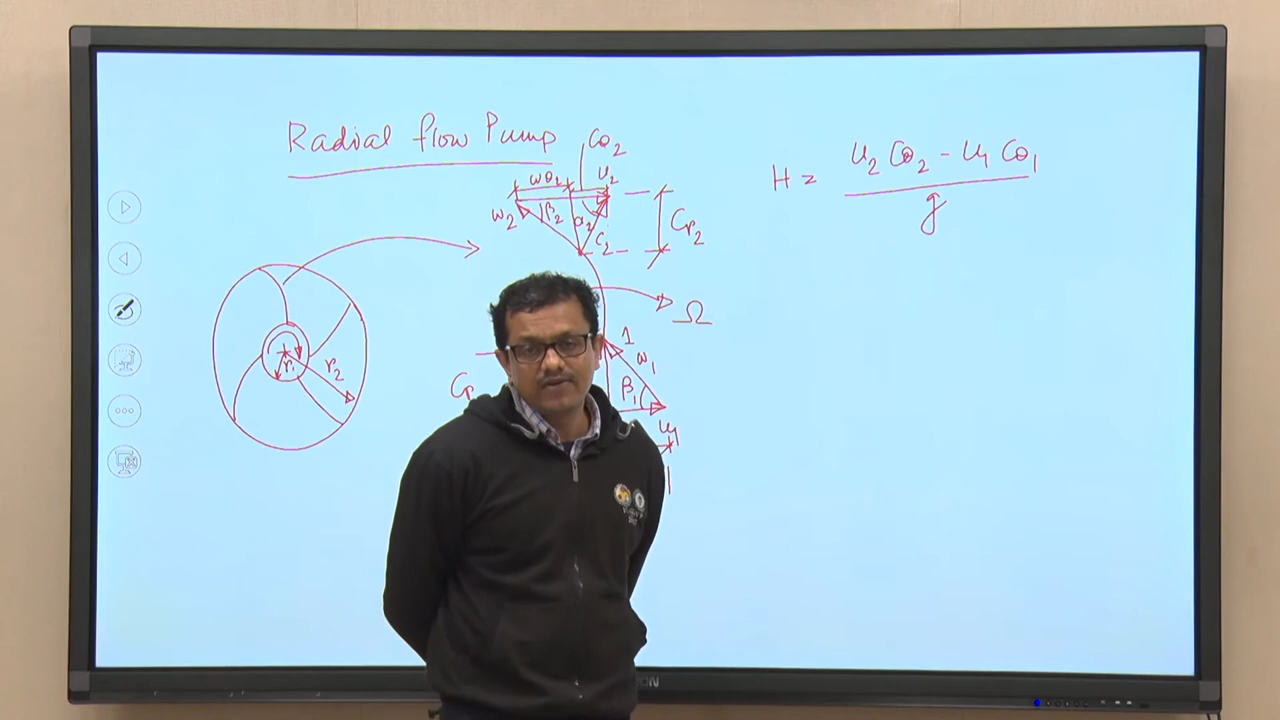 Radial flow Pump
Cθ2
H = U2 Cθ2 - U1 Cθ1
g
wθ2 U2
w2 β2 α2 C2 Cr2
Ω
r1 r2
1 w1
β1
U1